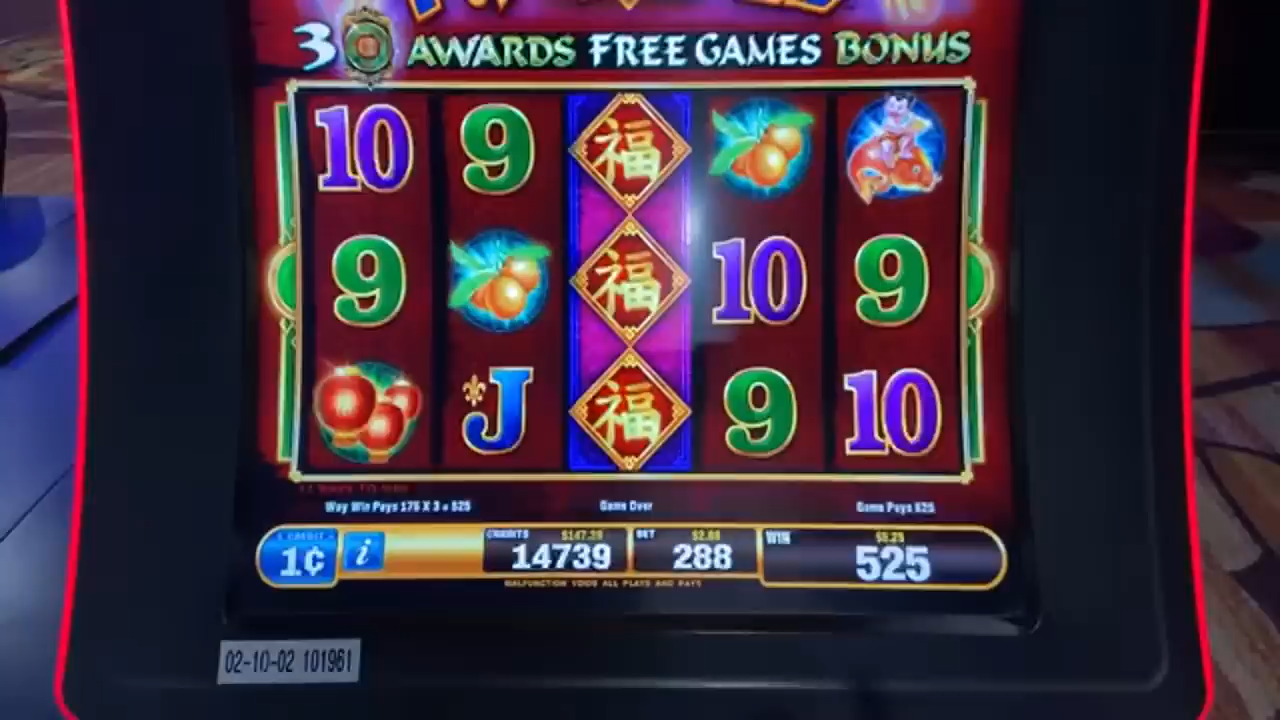 3 AWARDS FREE GAMES BONUS
10 9 福
9 福 10 9
J 福 9 10
Way Win Pays 175 X 3 = 525 Game Over Game Pays 525
1 CREDIT = CREDITS $147.39 BET $2.88 WIN $5.25
1¢ i 14739 288 525
MALFUNCTION VOIDS ALL PLAYS AND PAYS
02-10-02 101961